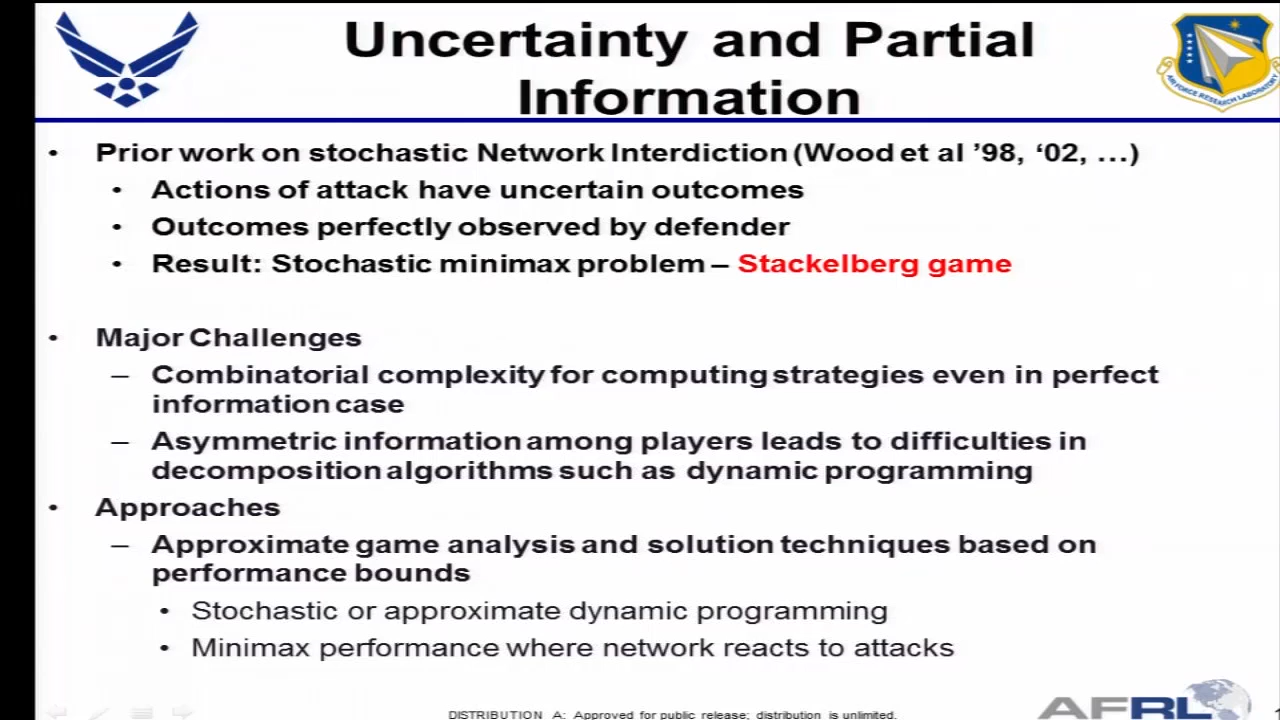 Uncertainty and Partial
Information
AIR FORCE RESEARCH LABORATORY
• Prior work on stochastic Network Interdiction (Wood et al ’98, ‘02, …)
• Actions of attack have uncertain outcomes
• Outcomes perfectly observed by defender
• Result: Stochastic minimax problem – Stackelberg game
• Major Challenges
– Combinatorial complexity for computing strategies even in perfect
information case
– Asymmetric information among players leads to difficulties in
decomposition algorithms such as dynamic programming
• Approaches
– Approximate game analysis and solution techniques based on
performance bounds
• Stochastic or approximate dynamic programming
• Minimax performance where network reacts to attacks
DISTRIBUTION A: Approved for public release; distribution is unlimited.
AFRL